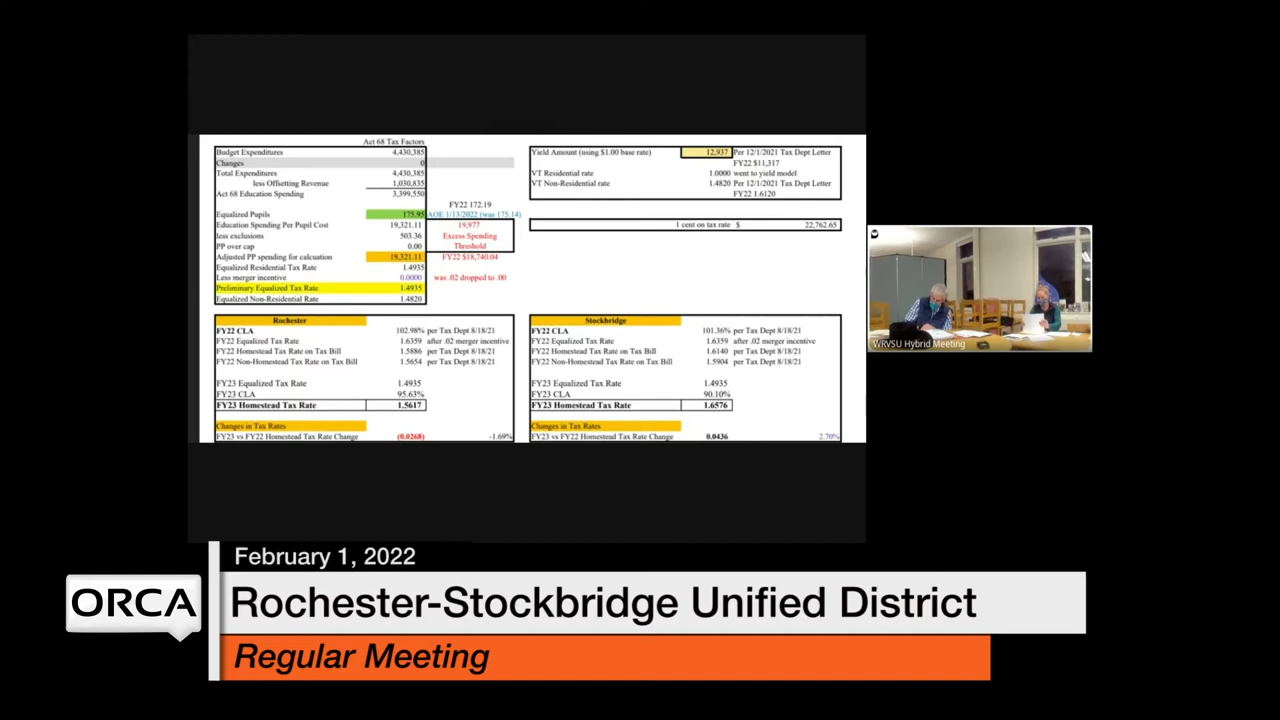 Act 68 Tax Factors
Budget Expenditures 4,430,385
Changes 0
Total Expenditures 4,430,385
less Offsetting Revenue 1,030,835
Act 68 Education Spending 3,399,550
FY22 172.19
Equalized Pupils 175.95 AOE 1/13/2022 (was 175.14)
Education Spending Per Pupil Cost 19,321.11 19,977
less exclusions 503.36 Excess Spending
PP over cap 0.00 Threshold
Adjusted PP spending for calcuation 19,321.11 FY22 $18,740.04
Equalized Residential Tax Rate 1.4935
Less merger incentive 0.0000 was .02 dropped to .00
Preliminary Equalized Tax Rate 1.4935
Equalized Non-Residential Rate 1.4820
Yield Amount (using $1.00 base rate) 12,937 Per 12/1/2021 Tax Dept Letter
FY22 $11,317
VT Residential rate 1.0000 went to yield model
VT Non-Residential rate 1.4820 Per 12/1/2021 Tax Dept Letter
FY22 1.6120
1 cent on tax rate $ 22,762.65
Rochester
FY22 CLA 102.98% per Tax Dept 8/18/21
FY22 Equalized Tax Rate 1.6359 after .02 merger incentive
FY22 Homestead Tax Rate on Tax Bill 1.5886 per Tax Dept 8/18/21
FY22 Non-Homestead Tax Rate on Tax Bill 1.5654 per Tax Dept 8/18/21
FY23 Equalized Tax Rate 1.4935
FY23 CLA 95.63%
FY23 Homestead Tax Rate 1.5617
Changes in Tax Rates
FY23 vs FY22 Homestead Tax Rate Change (0.0268) -1.69%
Stockbridge
FY22 CLA 101.36% per Tax Dept 8/18/21
FY22 Equalized Tax Rate 1.6359 after .02 merger incentive
FY22 Homestead Tax Rate on Tax Bill 1.6140 per Tax Dept 8/18/21
FY22 Non-Homestead Tax Rate on Tax Bill 1.5904 per Tax Dept 8/18/21
FY23 Equalized Tax Rate 1.4935
FY23 CLA 90.10%
FY23 Homestead Tax Rate 1.6576
Changes in Tax Rates
FY23 vs FY22 Homestead Tax Rate Change 0.0436 2.70%
WRVSU Hybrid Meeting
February 1, 2022
ORCA
Rochester-Stockbridge Unified District
Regular Meeting